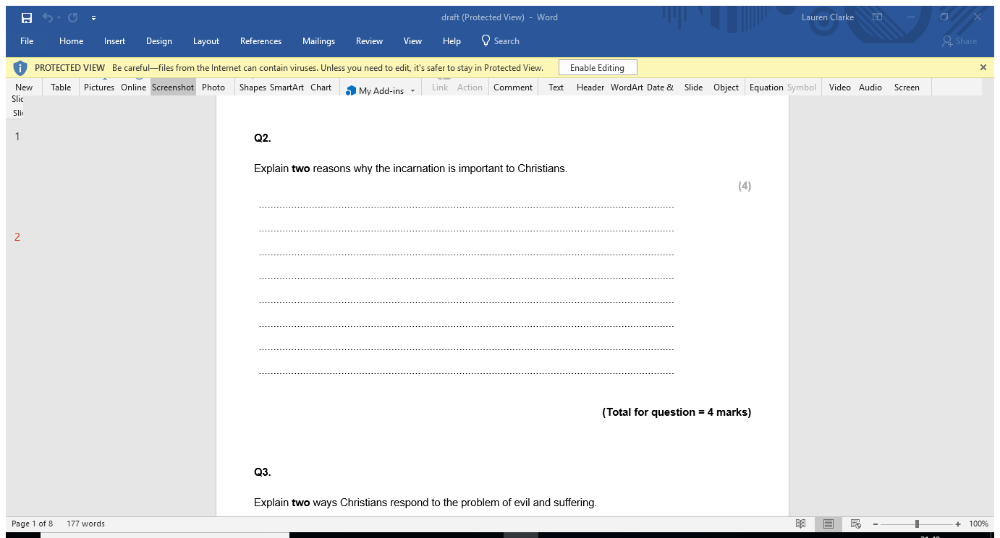 draft (Protected View) - Word
Lauren Clarke
File Home Insert Design Layout References Mailings Review View Help Search Share
PROTECTED VIEW Be careful—files from the Internet can contain viruses. Unless you need to edit, it's safer to stay in Protected View. Enable Editing
New Table Pictures Online Screenshot Photo Shapes SmartArt Chart My Add-ins Link Action Comment Text Header WordArt Date & Slide Object Equation Symbol Video Audio Screen
1
2
Q2.
Explain two reasons why the incarnation is important to Christians.
(4)
(Total for question = 4 marks)
Q3.
Explain two ways Christians respond to the problem of evil and suffering.
Page 1 of 8 177 words 100%